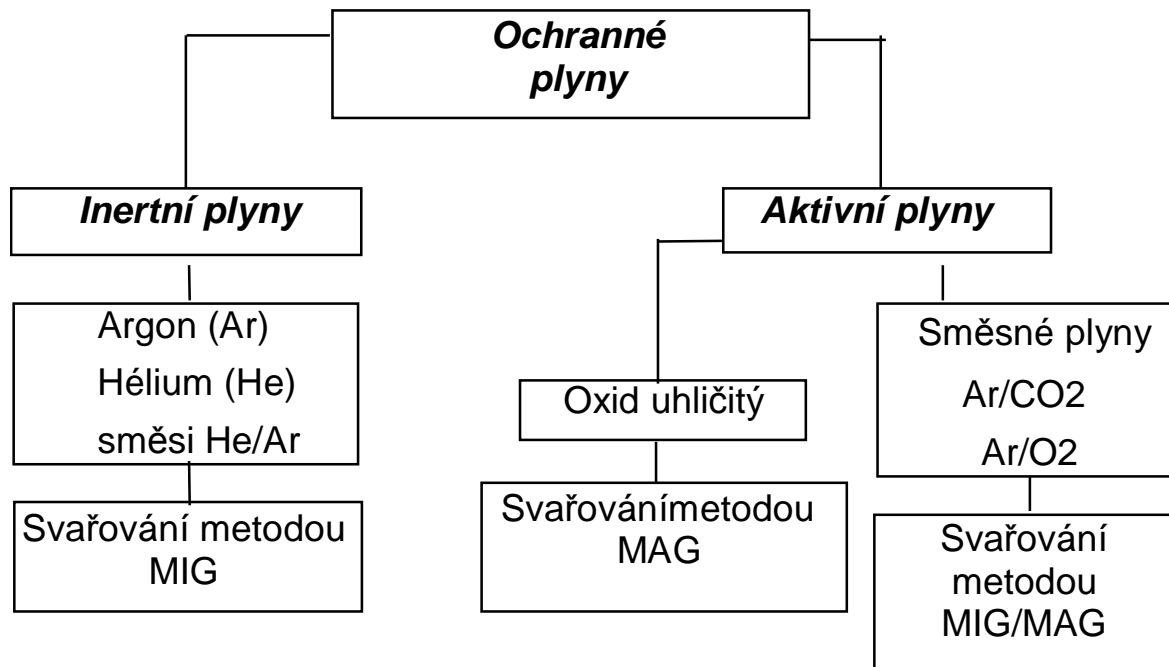 Ochranné
plyny
Inertní plyny
Aktivní plyny
Argon (Ar)
Hélium (He)
směsi He/Ar
Směsné plyny
Ar/CO2
Ar/O2
Oxid uhličitý
Svařování metodou
MIG
Svařovánímetodou
MAG
Svařování
metodou
MIG/MAG